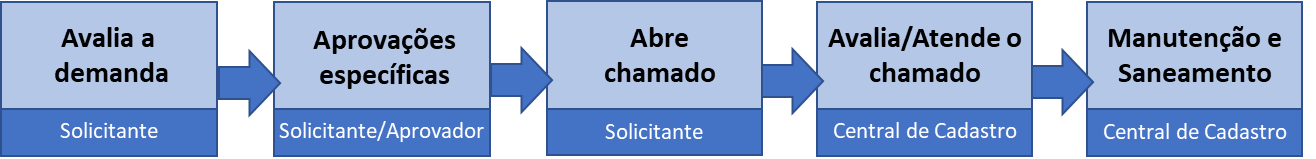 Avalia a
demanda
Solicitante
Aprovações
específicas
Solicitante/Aprovador
Abre
chamado
Solicitante
Avalia/Atende o
chamado
Central de Cadastro
Manutenção e
Saneamento
Central de Cadastro